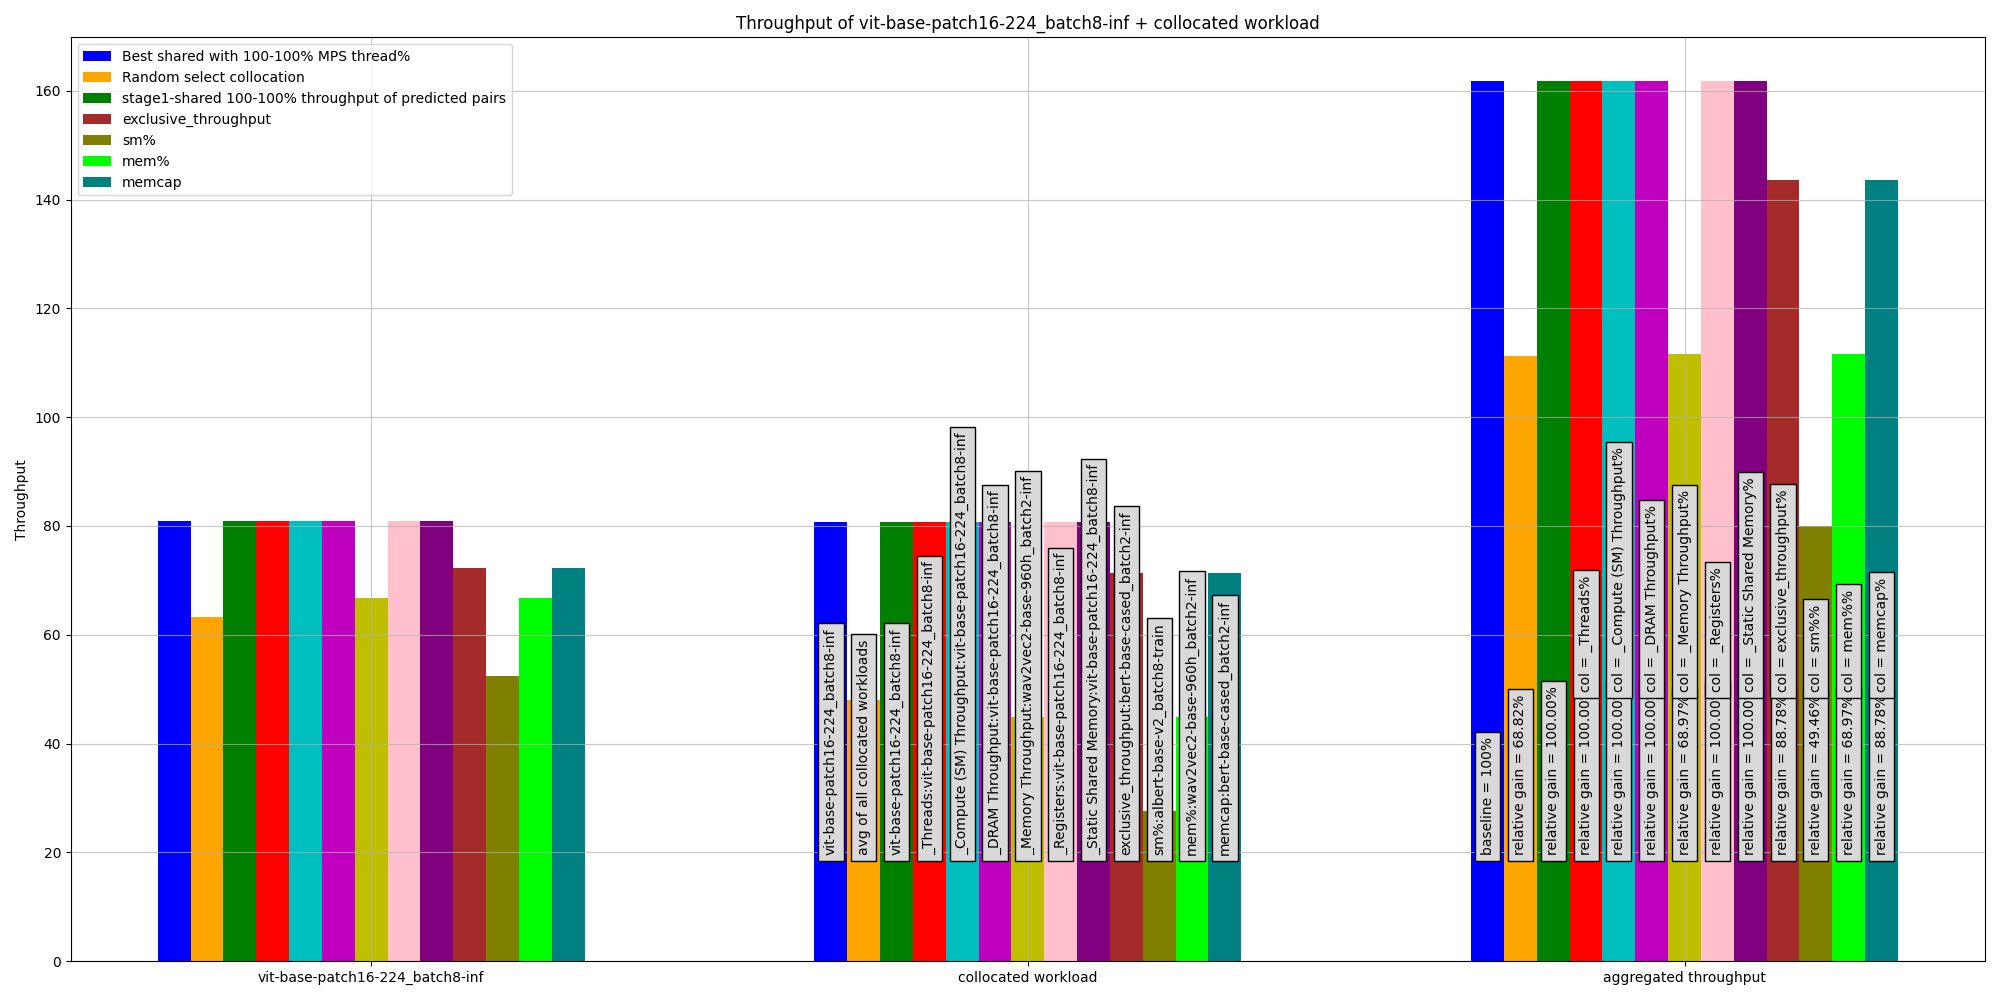 Throughput of vit-base-patch16-224_batch8-inf + collocated workload
Best shared with 100-100% MPS thread%
Random select collocation
stage1-shared 100-100% throughput of predicted pairs
exclusive_throughput
sm%
mem%
memcap
Throughput
160
140
120
100
80
60
40
20
0
vit-base-patch16-224_batch8-inf
avg of all collocated workloads
vit-base-patch16-224_batch8-inf
_Threads:vit-base-patch16-224_batch8-inf
_Compute (SM) Throughput:vit-base-patch16-224_batch8-inf
_DRAM Throughput:vit-base-patch16-224_batch8-inf
_Memory Throughput:wav2vec2-base-960h_batch2-inf
_Registers:vit-base-patch16-224_batch8-inf
_Static Shared Memory:vit-base-patch16-224_batch8-inf
exclusive_throughput:bert-base-cased_batch2-inf
sm%:albert-base-v2_batch8-train
mem%:wav2vec2-base-960h_batch2-inf
memcap:bert-base-cased_batch2-inf
baseline = 100%
relative gain = 68.82%
relative gain = 100.00%
relative gain = 100.00 col = _Threads%
relative gain = 100.00 col = _Compute (SM) Throughput%
relative gain = 100.00 col = _DRAM Throughput%
relative gain = 68.97% col = _Memory Throughput%
relative gain = 100.00 col = _Registers%
relative gain = 100.00 col = _Static Shared Memory%
relative gain = 88.78% col = exclusive_throughput%
relative gain = 49.46% col = sm%%
relative gain = 68.97% col = mem%%
relative gain = 88.78% col = memcap%
vit-base-patch16-224_batch8-inf
collocated workload
aggregated throughput